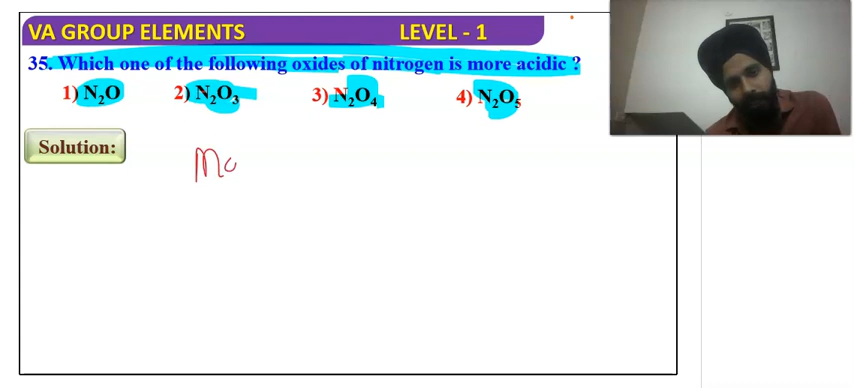 VA GROUP ELEMENTS LEVEL - 1
35. Which one of the following oxides of nitrogen is more acidic ?
1) N₂O 2) N₂O₃ 3) N₂O₄ 4) N₂O₅
Solution:
Mo